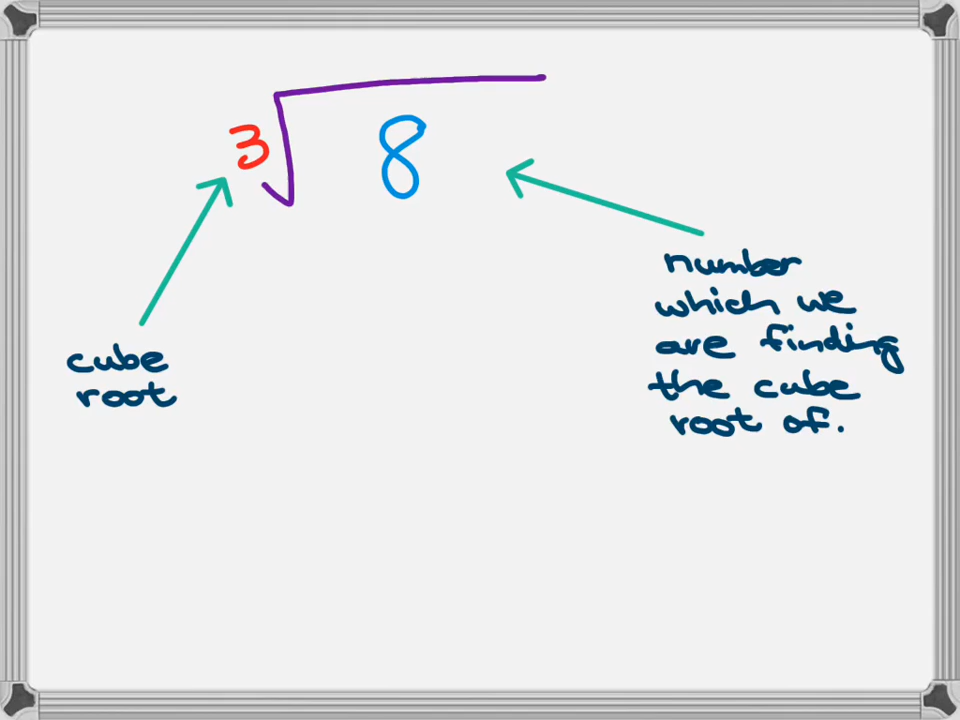 3√8
cube
root
number
which we
are finding
the cube
root of.